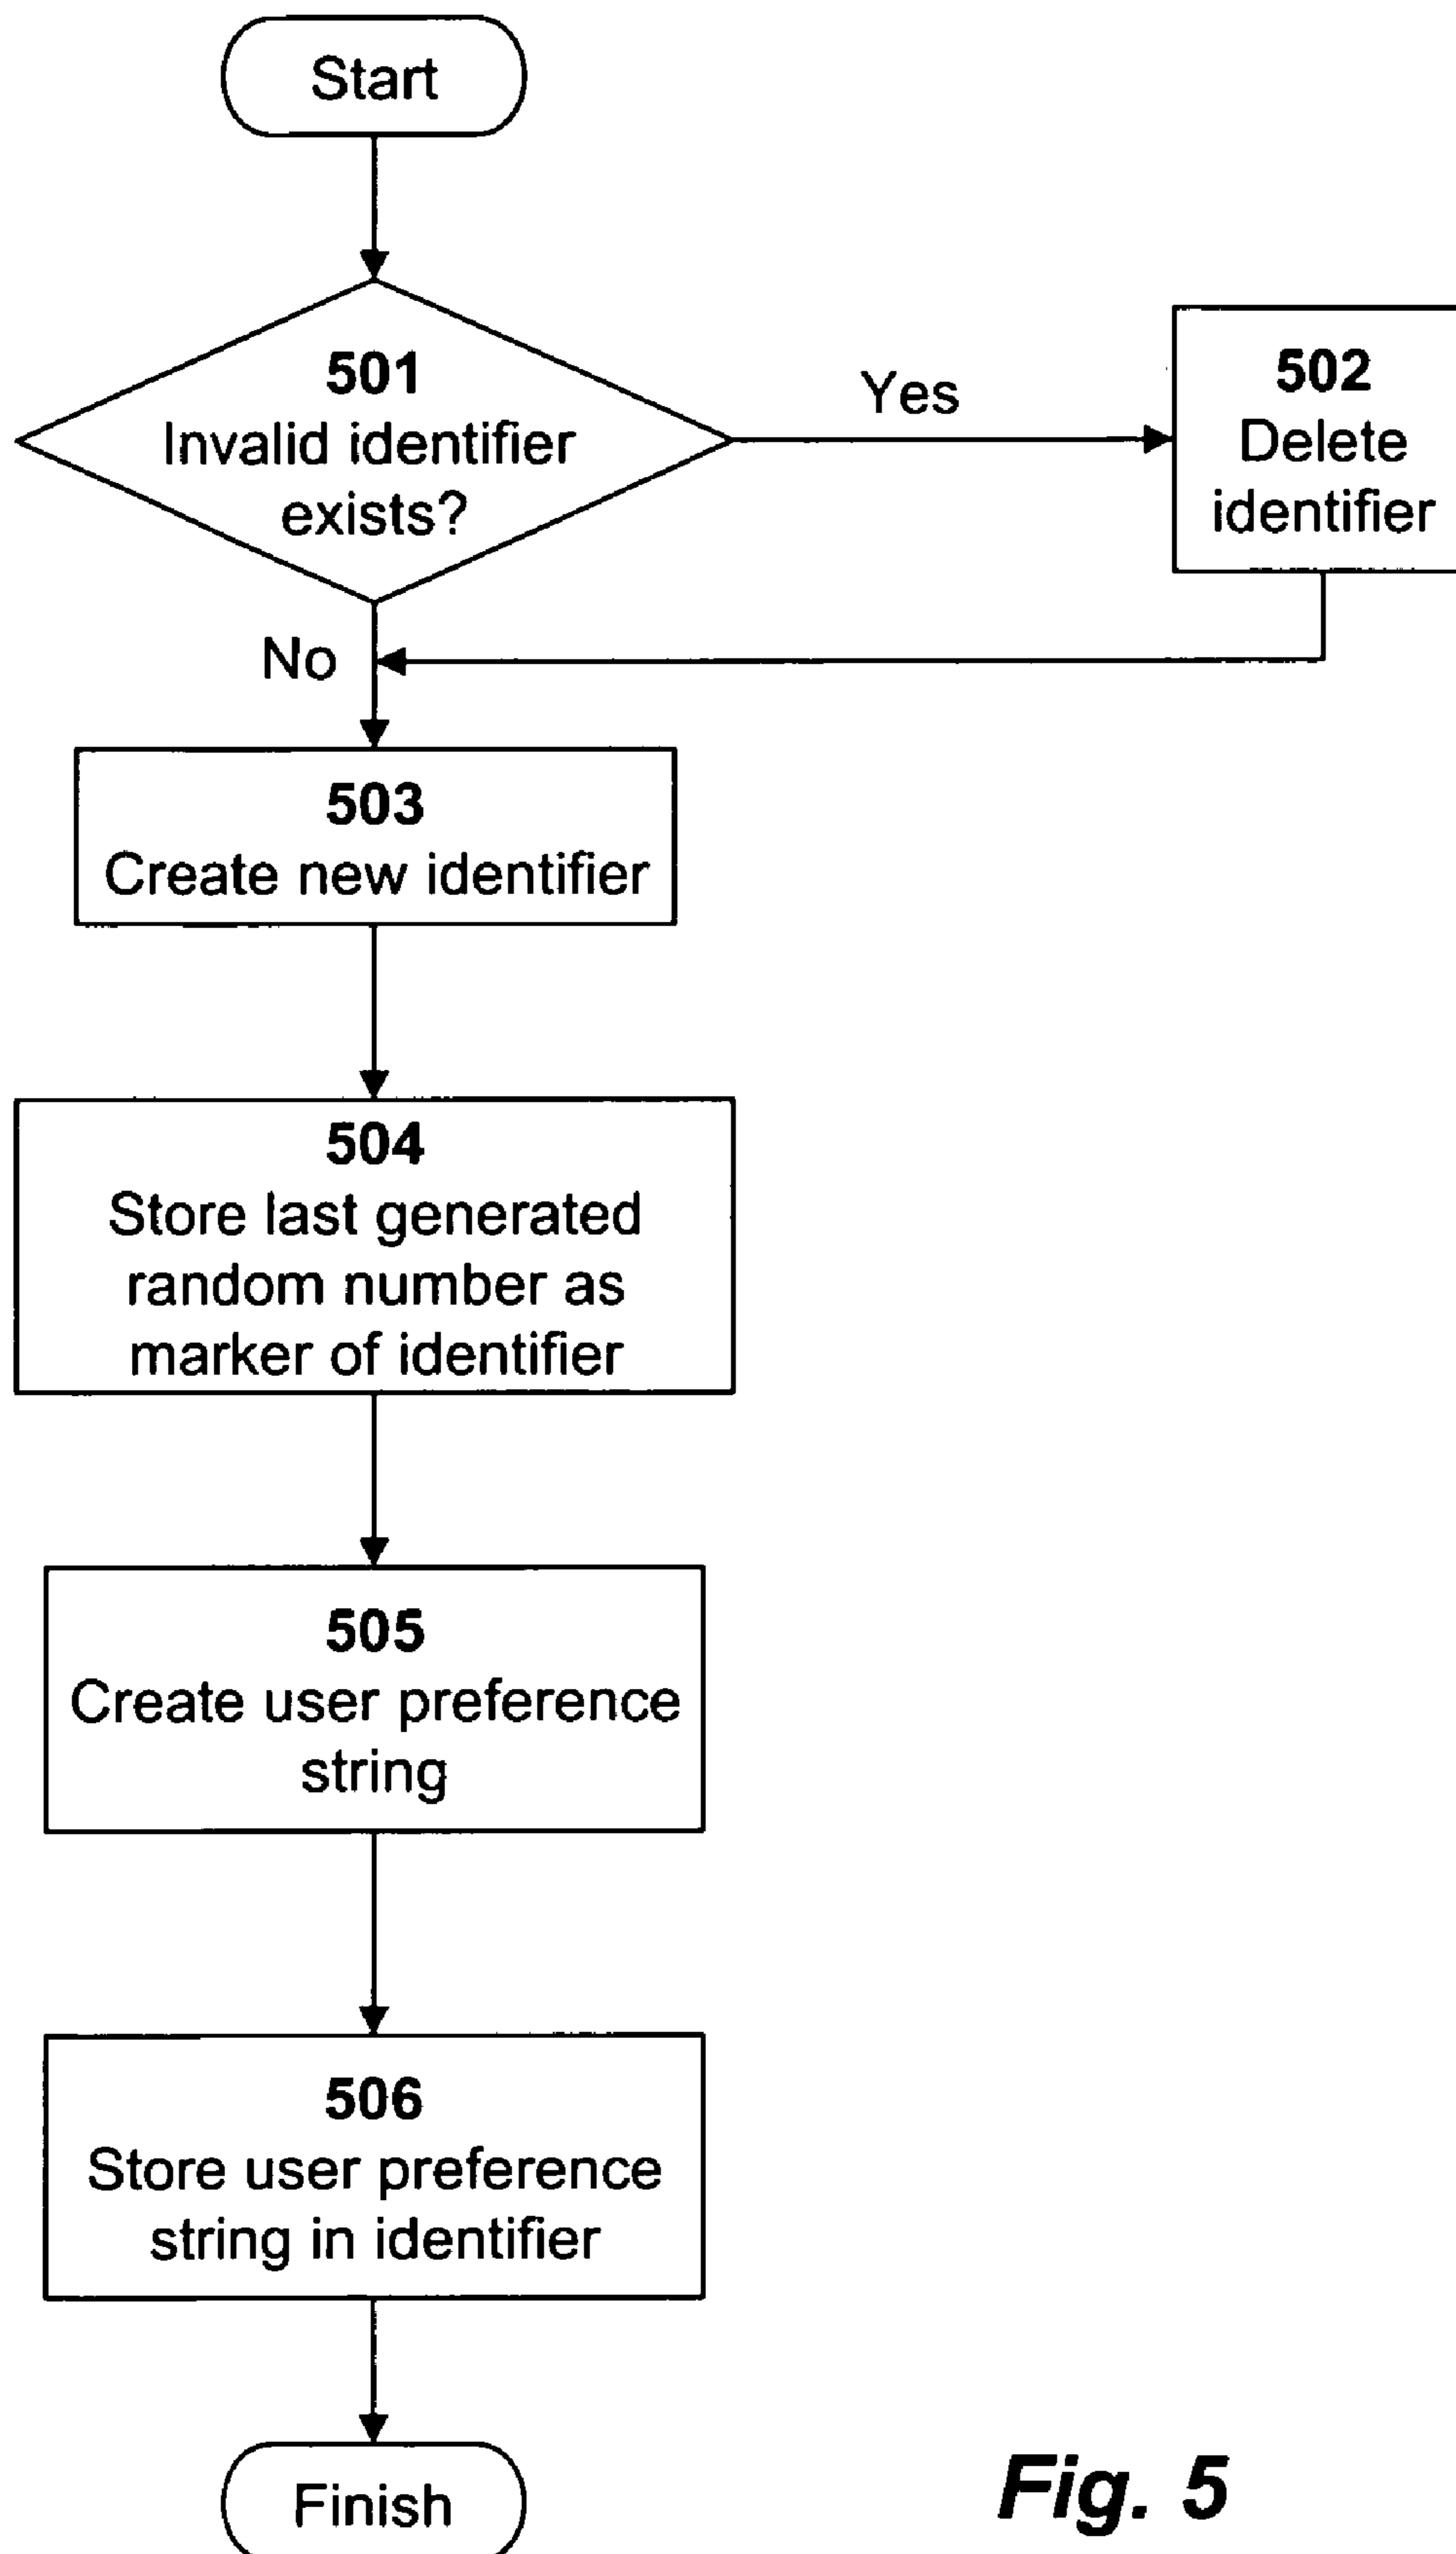 Start
501
Invalid identifier
exists?
Yes
502
Delete
identifier
No
503
Create new identifier
504
Store last generated
random number as
marker of identifier
505
Create user preference
string
506
Store user preference
string in identifier
Finish
Fig. 5